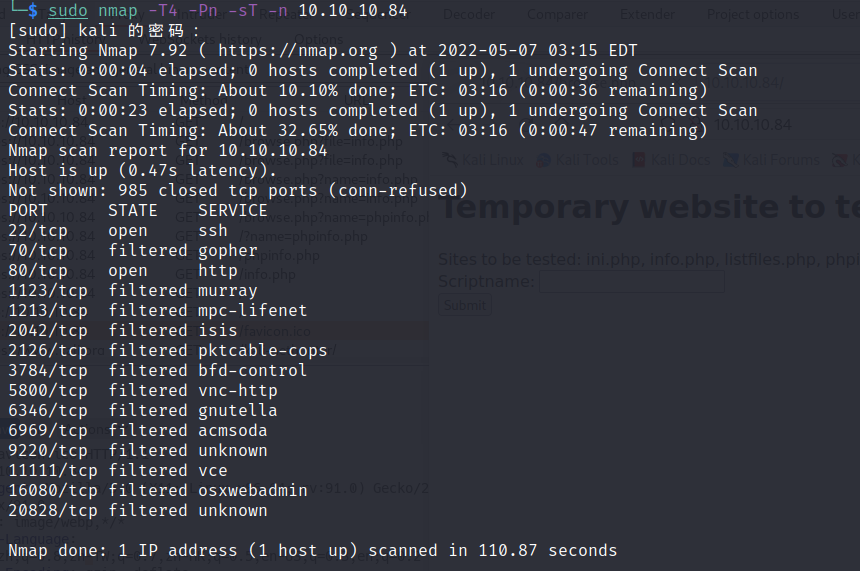 └─$ sudo nmap -T4 -Pn -sT -n 10.10.10.84
[sudo] kali 的密码：
Starting Nmap 7.92 ( https://nmap.org ) at 2022-05-07 03:15 EDT
Stats: 0:00:04 elapsed; 0 hosts completed (1 up), 1 undergoing Connect Scan
Connect Scan Timing: About 10.10% done; ETC: 03:16 (0:00:36 remaining)
Stats: 0:00:23 elapsed; 0 hosts completed (1 up), 1 undergoing Connect Scan
Connect Scan Timing: About 32.65% done; ETC: 03:16 (0:00:47 remaining)
Nmap scan report for 10.10.10.84
Host is up (0.47s latency).
Not shown: 985 closed tcp ports (conn-refused)
PORT      STATE    SERVICE
22/tcp    open     ssh
70/tcp    filtered gopher
80/tcp    open     http
1123/tcp  filtered murray
1213/tcp  filtered mpc-lifenet
2042/tcp  filtered isis
2126/tcp  filtered pktcable-cops
3784/tcp  filtered bfd-control
5800/tcp  filtered vnc-http
6346/tcp  filtered gnutella
6969/tcp  filtered acmsoda
9220/tcp  filtered unknown
11111/tcp filtered vce
16080/tcp filtered osxwebadmin
20828/tcp filtered unknown
Nmap done: 1 IP address (1 host up) scanned in 110.87 seconds
Decoder Comparer Extender Project options
10.10.10.84
Kali Linux Kali Tools Kali Docs Kali Forums
Temporary website to te
Sites to be tested: ini.php, info.php, listfiles.php, php
Scriptname:
Submit